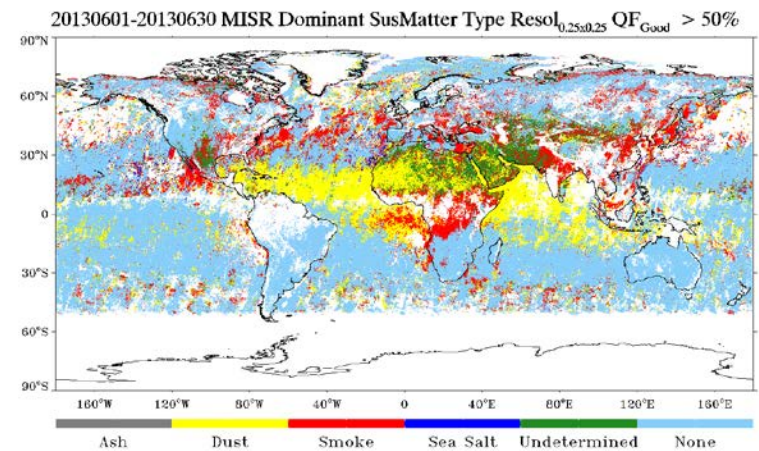 20130601-20130630 MISR Dominant SusMatter Type Resol0.25x0.25 QFGood > 50%
90°N
60°N
30°N
0
30°S
60°S
90°S
160°W 120°W 80°W 40°W 0 40°E 80°E 120°E 160°E
Ash Dust Smoke Sea Salt Undetermined None